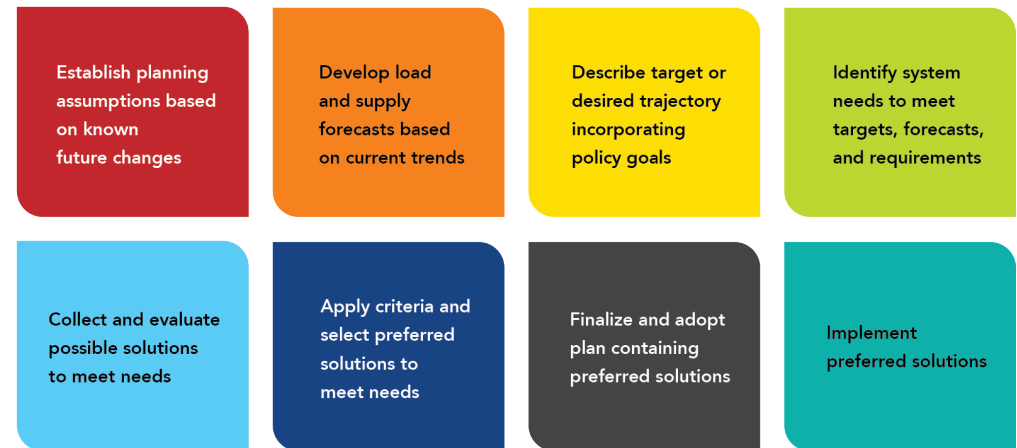 Establish planning
assumptions based
on known
future changes
Develop load
and supply
forecasts based
on current trends
Describe target or
desired trajectory
incorporating
policy goals
Identify system
needs to meet
targets, forecasts,
and requirements
Collect and evaluate
possible solutions
to meet needs
Apply criteria and
select preferred
solutions to
meet needs
Finalize and adopt
plan containing
preferred solutions
Implement
preferred solutions